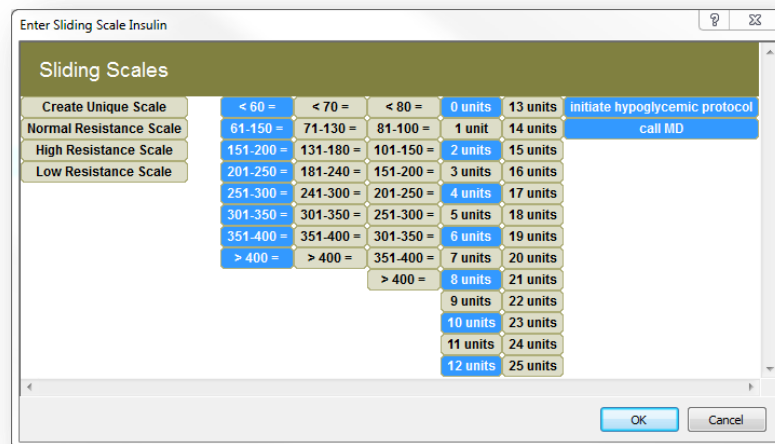 Enter Sliding Scale Insulin
Sliding Scales
Create Unique Scale < 60 = < 70 = < 80 = 0 units 13 units initiate hypoglycemic protocol
Normal Resistance Scale 61-150 = 71-130 = 81-100 = 1 unit 14 units call MD
High Resistance Scale 151-200 = 131-180 = 101-150 = 2 units 15 units
Low Resistance Scale 201-250 = 181-240 = 151-200 = 3 units 16 units
251-300 = 241-300 = 201-250 = 4 units 17 units
301-350 = 301-350 = 251-300 = 5 units 18 units
351-400 = 351-400 = 301-350 = 6 units 19 units
> 400 = > 400 = 351-400 = 7 units 20 units
> 400 = 8 units 21 units
9 units 22 units
10 units 23 units
11 units 24 units
12 units 25 units
OK Cancel